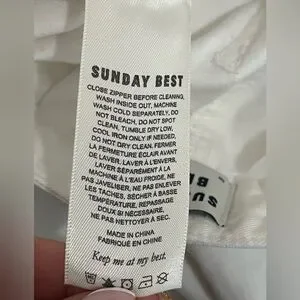 SUNDAY BEST
CLOSE ZIPPER BEFORE CLEANING,
WASH INSIDE OUT, MACHINE
WASH COLD SEPARATELY, DO NOT
BLEACH, DO NOT SPOT
CLEAN, TUMBLE DRY LOW,
COOL IRON ONLY IF NEEDED,
DO NOT DRY CLEAN. FERMER
LA FERMETURE ÉCLAIR AVANT
DE LAVER, LAVER À L'ENVERS,
LAVER SÉPARÉMENT À LA
MACHINE À L'EAU FROIDE, NE
PAS JAVELISER, NE PAS ENLEVER
LES TACHES, SÉCHER À BASSE
TEMPÉRATURE, REPASSAGE
DOUX SI NÉCESSAIRE,
NE PAS NETTOYER À SEC.
MADE IN CHINA
FABRIQUÉ EN CHINE
Keep me at my best.
SUN
B